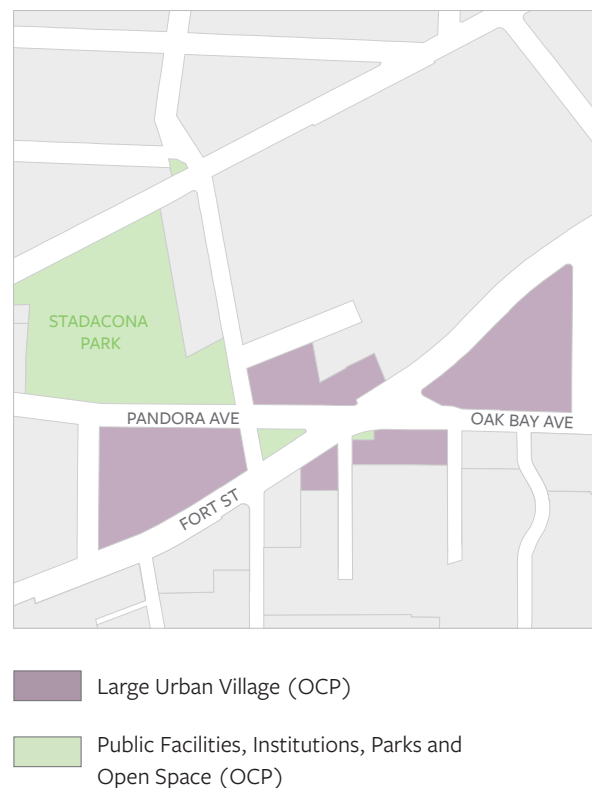 STADACONA
PARK
PANDORA AVE
OAK BAY AVE
FORT ST
Large Urban Village (OCP)
Public Facilities, Institutions, Parks and
Open Space (OCP)